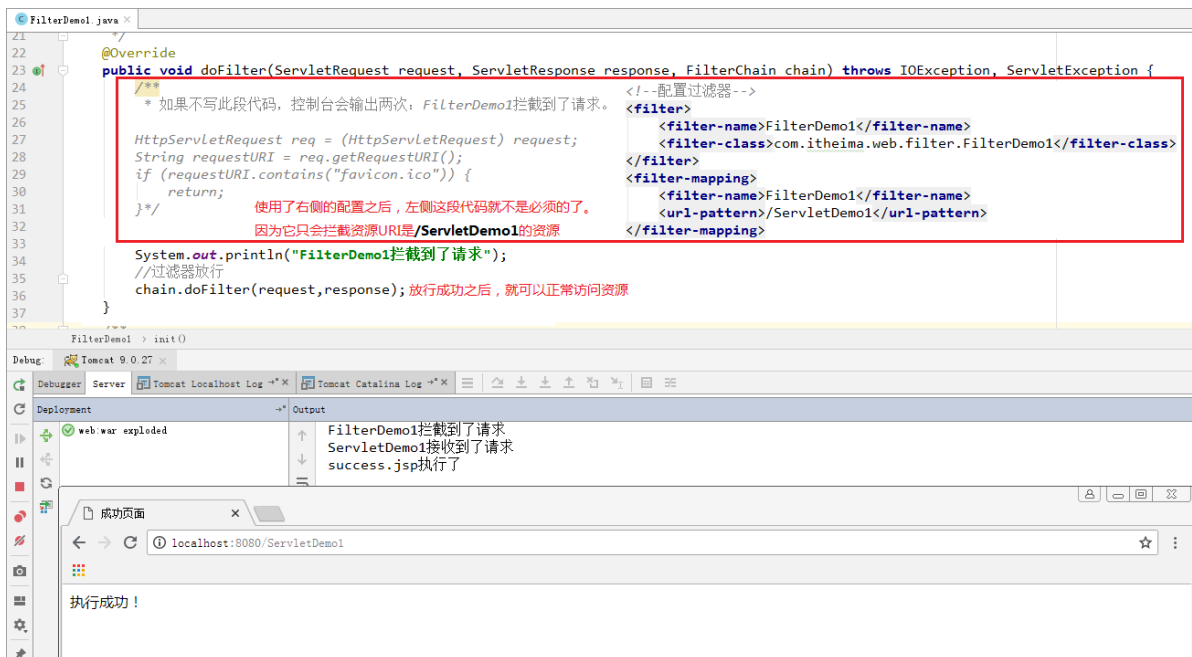 FilterDemo1.java
21 */
22 @Override
23 public void doFilter(ServletRequest request, ServletResponse response, FilterChain chain) throws IOException, ServletException {
24 /**
25 * 如果不写此段代码，控制台会输出两次：FilterDemo1拦截到了请求。
26
27 HttpServletRequest req = (HttpServletRequest) request;
28 String requestURI = req.getRequestURI();
29 if (requestURI.contains("favicon.ico")) {
30 return;
31 }*/
32
33
34 System.out.println("FilterDemo1拦截到了请求");
35 //过滤器放行
36 chain.doFilter(request,response); 放行成功之后，就可以正常访问资源
37 }
<!--配置过滤器-->
<filter>
<filter-name>FilterDemo1</filter-name>
<filter-class>com.itheima.web.filter.FilterDemo1</filter-class>
</filter>
<filter-mapping>
<filter-name>FilterDemo1</filter-name>
<url-pattern>/ServletDemo1</url-pattern>
</filter-mapping>
使用了右侧的配置之后，左侧这段代码就不是必须的了。
因为它只会拦截资源URI是/ServletDemo1的资源
FilterDemo1 > init()
Debug: Tomcat 9.0.27
Debugger Server Tomcat Localhost Log Tomcat Catalina Log
Deployment Output
web:war exploded
FilterDemo1拦截到了请求
ServletDemo1接收到了请求
success.jsp执行了
成功页面
localhost:8080/ServletDemo1
执行成功！